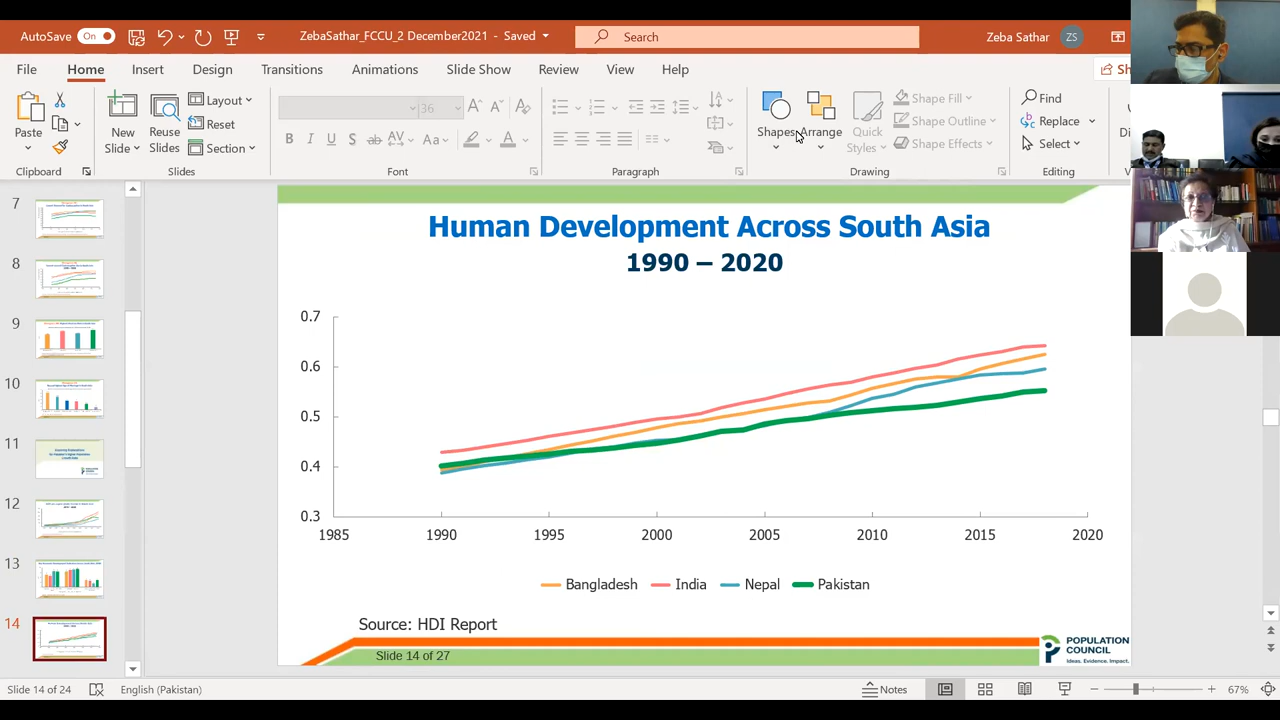 AutoSave On
ZebaSathar_FCCU_2 December2021 - Saved
Search
Zeba Sathar ZS
File Home Insert Design Transitions Animations Slide Show Review View Help
Paste
New Slide
Reuse Slides
Layout
Reset
Section
36
Shapes
Arrange
Quick Styles
Shape Fill
Shape Outline
Shape Effects
Find
Replace
Select
Clipboard Slides Font Paragraph Drawing Editing
7
8
9
10
11
12
13
14
Human Development Across South Asia
1990 – 2020
0.7
0.6
0.5
0.4
0.3
1985 1990 1995 2000 2005 2010 2015 2020
Bangladesh India Nepal Pakistan
Source: HDI Report
Slide 14 of 27
POPULATION
COUNCIL
Ideas. Evidence. Impact.
Slide 14 of 24 English (Pakistan) Notes 67%